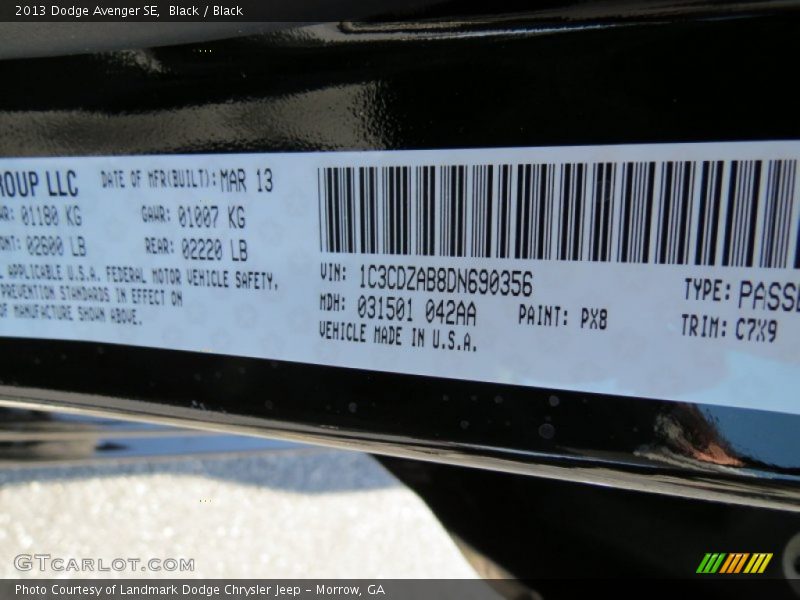 2013 Dodge Avenger SE,  Black / Black
ROUP LLC DATE OF MFR(BUILT): MAR 13
WR: 01180 KG GAWR: 01007 KG
ONT: 02600 LB REAR: 02220 LB
APPLICABLE U.S.A. FEDERAL MOTOR VEHICLE SAFETY,
PREVENTION STANDARDS IN EFFECT ON
OF MANUFACTURE SHOWN ABOVE.
VIN: 1C3CDZAB8DN690356 TYPE: PASSE
MDH: 031501 042AA PAINT: PX8 TRIM: C7X9
VEHICLE MADE IN U.S.A.
GTCARLOT.COM
Photo Courtesy of Landmark Dodge Chrysler Jeep – Morrow, GA